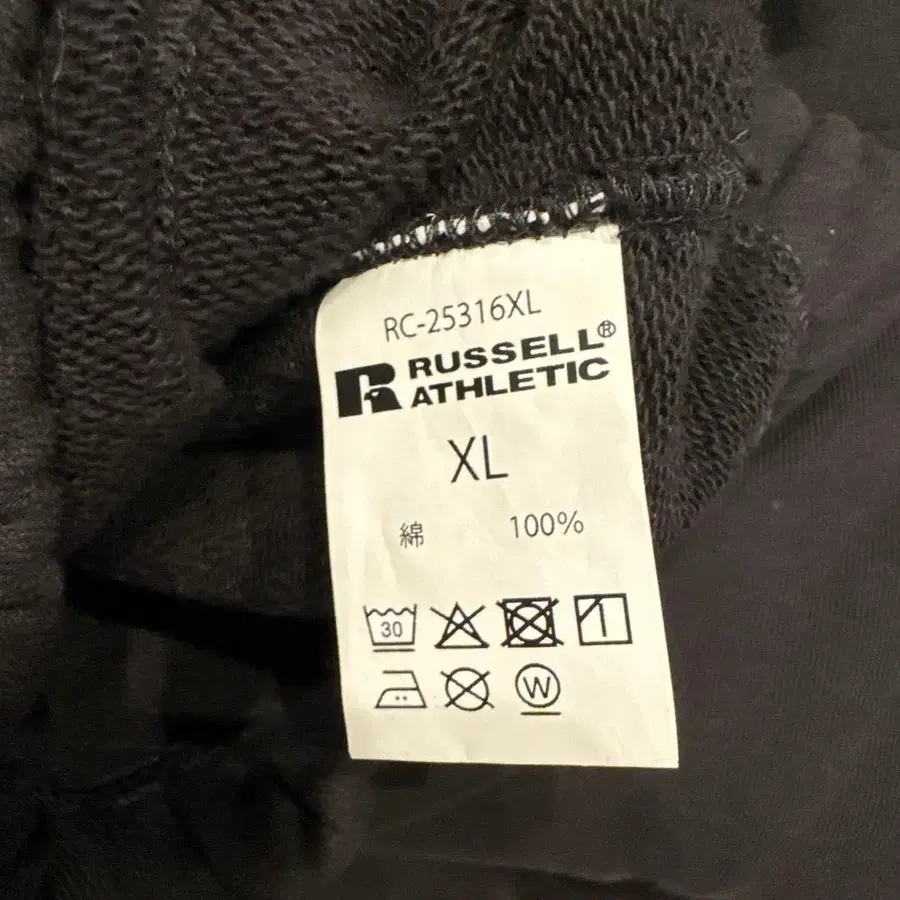 RC-25316XL
RUSSELL®
ATHLETIC
XL
綿 100%
30
W